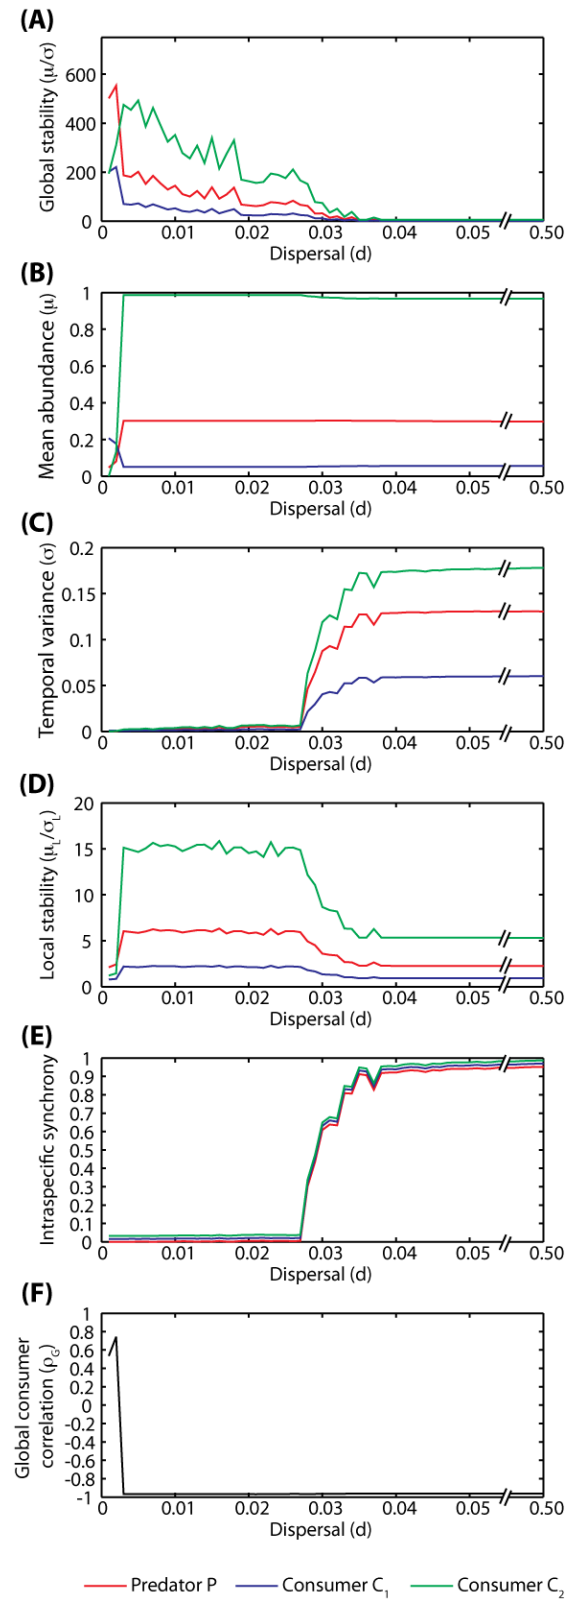 (A)
Global stability (μ/σ)
600
400
200
0
0 0.01 0.02 0.03 0.04 0.05 0.50
Dispersal (d)
(B)
Mean abundance (μ)
1
0.8
0.6
0.4
0.2
0
0 0.01 0.02 0.03 0.04 0.05 0.50
Dispersal (d)
(C)
Temporal variance (σ)
0.2
0.15
0.1
0.05
0
0 0.01 0.02 0.03 0.04 0.05 0.50
Dispersal (d)
(D)
Local stability (μL/σL)
20
15
10
5
0
0 0.01 0.02 0.03 0.04 0.05 0.50
Dispersal (d)
(E)
Intraspecific synchrony
1
0.9
0.8
0.7
0.6
0.5
0.4
0.3
0.2
0.1
0
0 0.01 0.02 0.03 0.04 0.05 0.50
Dispersal (d)
(F)
Global consumer
correlation (ρG)
1
0.8
0.6
0.4
0.2
0
-0.2
-0.4
-0.6
-0.8
-1
0 0.01 0.02 0.03 0.04 0.05 0.50
Dispersal (d)
Predator P Consumer C1 Consumer C2